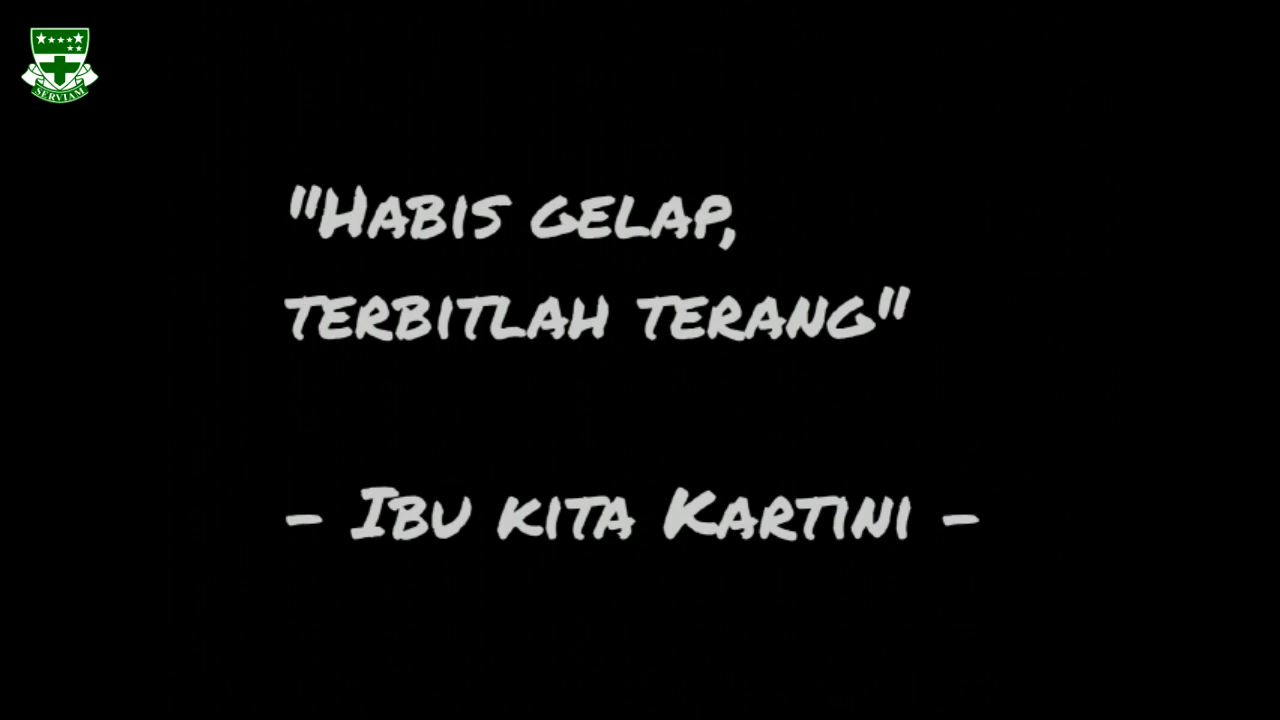 SERVIAM
"HABIS GELAP,
TERBITLAH TERANG"
- IBU KITA KARTINI -